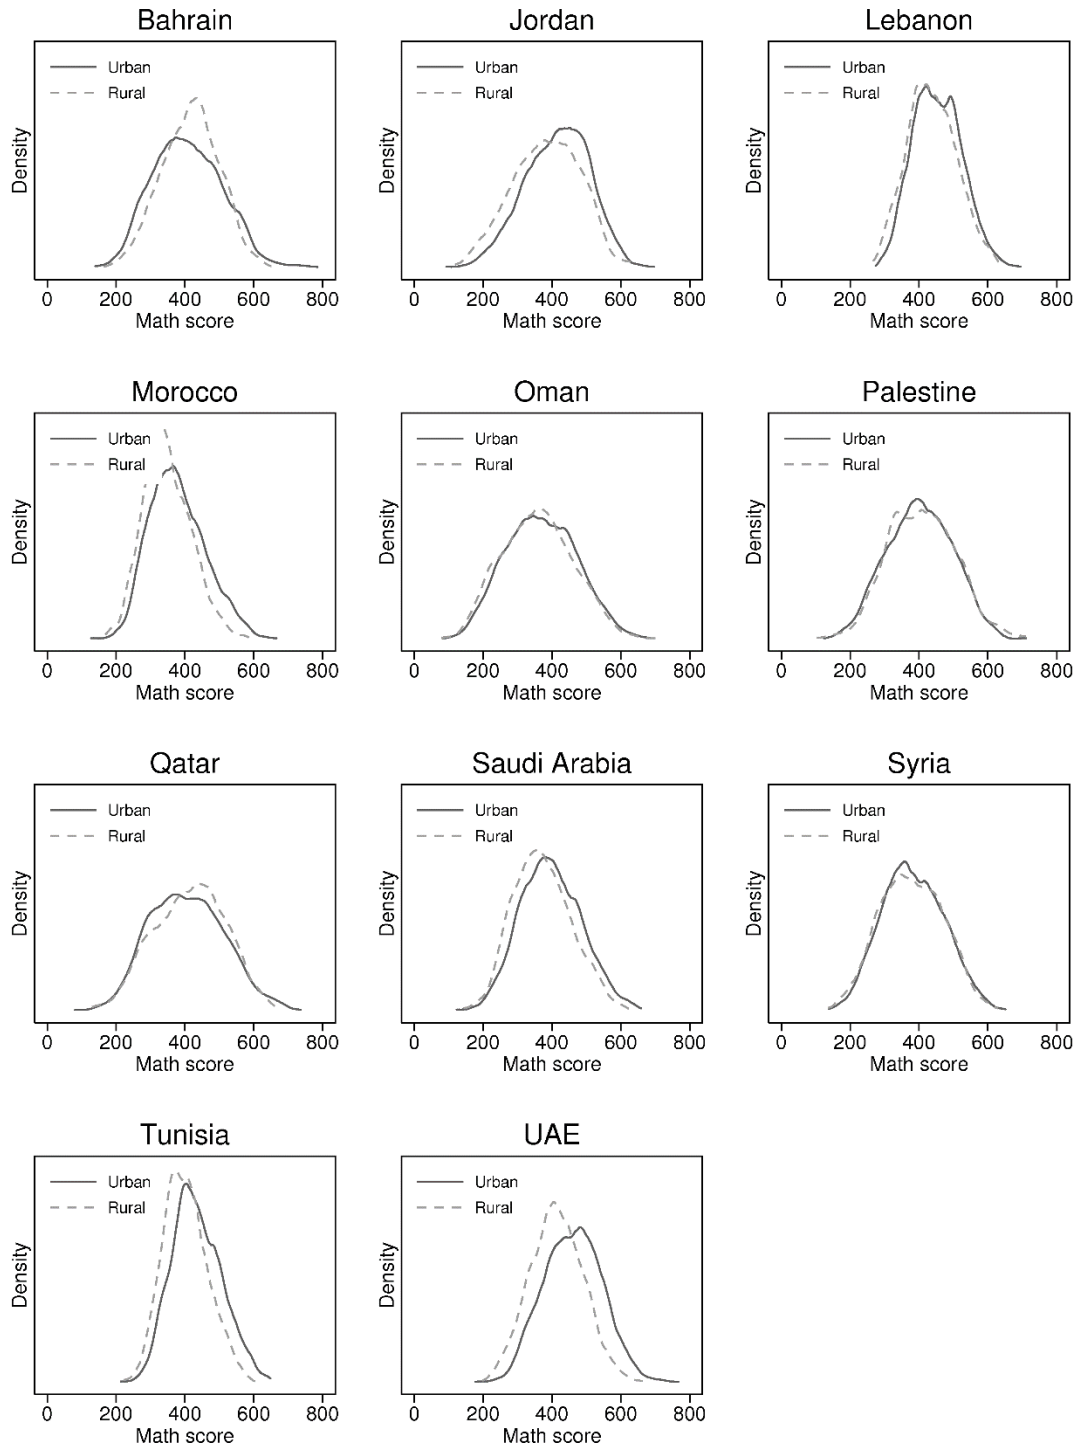 Bahrain
Urban
Rural
Density
0 200 400 600 800
Math score
Jordan
Urban
Rural
Density
0 200 400 600 800
Math score
Lebanon
Urban
Rural
Density
0 200 400 600 800
Math score
Morocco
Urban
Rural
Density
0 200 400 600 800
Math score
Oman
Urban
Rural
Density
0 200 400 600 800
Math score
Palestine
Urban
Rural
Density
0 200 400 600 800
Math score
Qatar
Urban
Rural
Density
0 200 400 600 800
Math score
Saudi Arabia
Urban
Rural
Density
0 200 400 600 800
Math score
Syria
Urban
Rural
Density
0 200 400 600 800
Math score
Tunisia
Urban
Rural
Density
0 200 400 600 800
Math score
UAE
Urban
Rural
Density
0 200 400 600 800
Math score